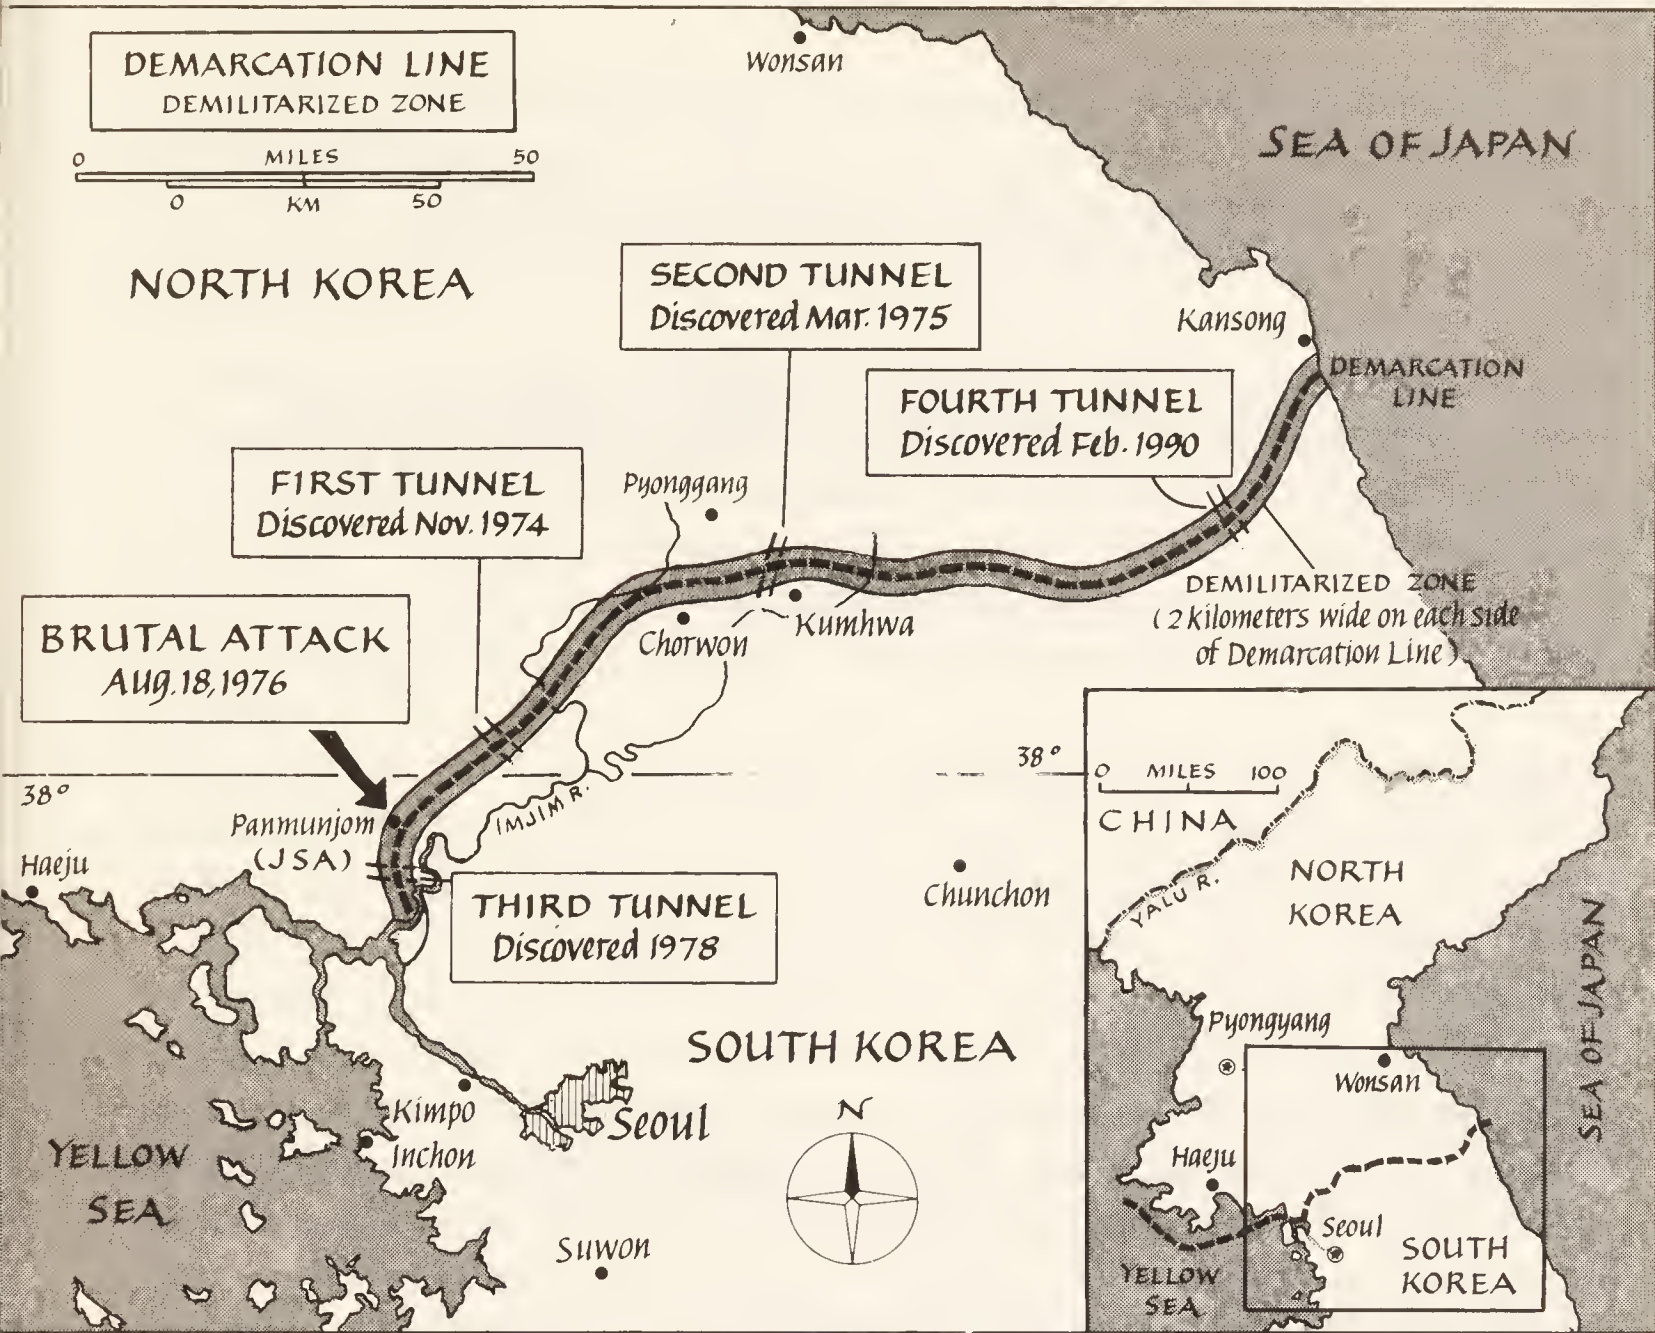 DEMARCATION LINE
DEMILITARIZED ZONE
0 MILES 50
0 KM 50
Wonsan
SEA OF JAPAN
NORTH KOREA
SECOND TUNNEL
Discovered Mar. 1975
Kansong
DEMARCATION
LINE
FOURTH TUNNEL
Discovered Feb. 1990
FIRST TUNNEL
Discovered Nov. 1974
Pyonggang
DEMILITARIZED ZONE
(2 kilometers wide on each side
of Demarcation Line)
BRUTAL ATTACK
Aug. 18, 1976
Chorwon
Kumhwa
38°
38°
IMJIM R.
Panmunjom
(JSA)
Haeju
THIRD TUNNEL
Discovered 1978
Chunchon
SOUTH KOREA
Kimpo
Seoul
Inchon
YELLOW
SEA
N
Suwon
0 MILES 100
CHINA
YALU R.
NORTH
KOREA
SEA OF JAPAN
Pyongyang
Wonsan
Haeju
Seoul
SOUTH
KOREA
YELLOW
SEA